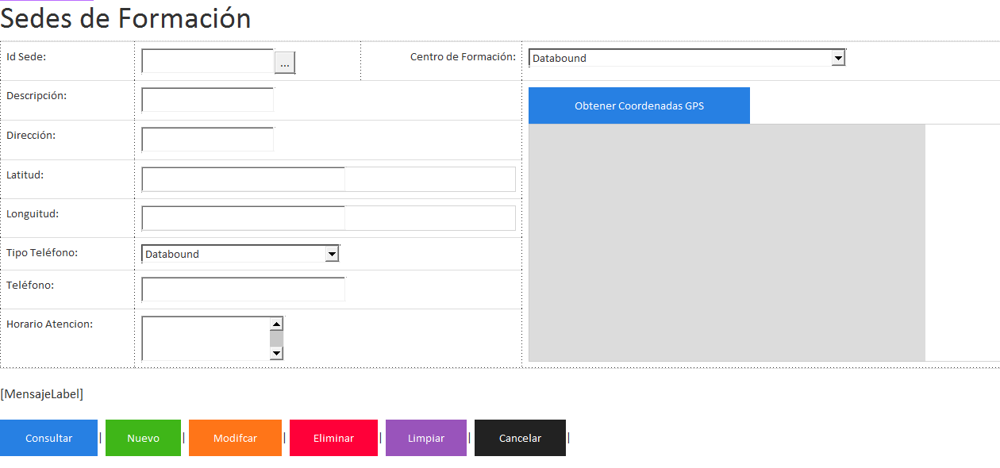 Sedes de Formación
Id Sede:
...
Centro de Formación:
Databound
Descripción:
Obtener Coordenadas GPS
Dirección:
Latitud:
Longuitud:
Tipo Teléfono:
Databound
Teléfono:
Horario Atencion:
[MensajeLabel]
Consultar | Nuevo | Modifcar | Eliminar | Limpiar | Cancelar |